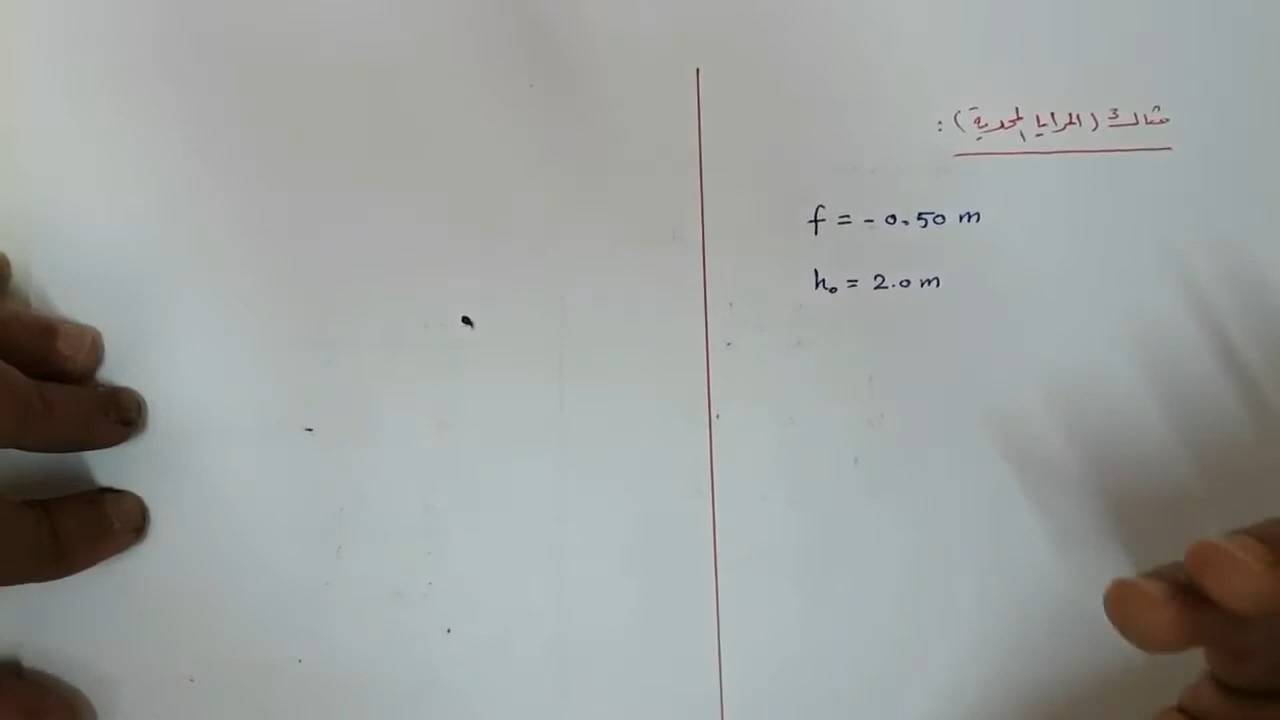 مثال 3 (المرايا المحدبة) :
f = - 0.50 m
h₀ = 2.0 m